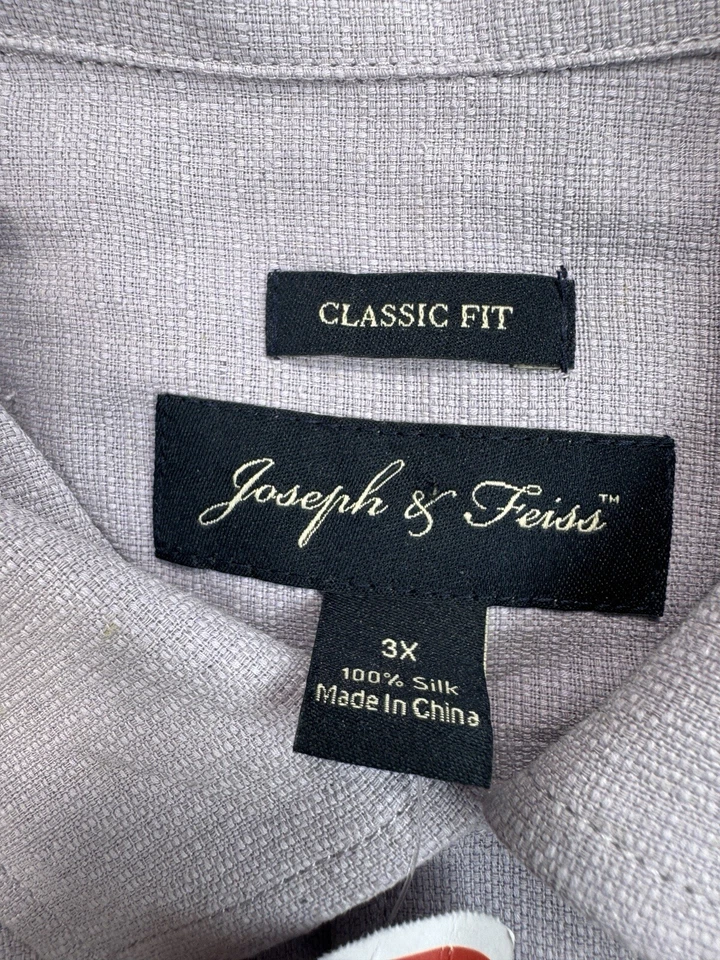 CLASSIC FIT
Joseph & Feiss™
3X
100% Silk
Made In China